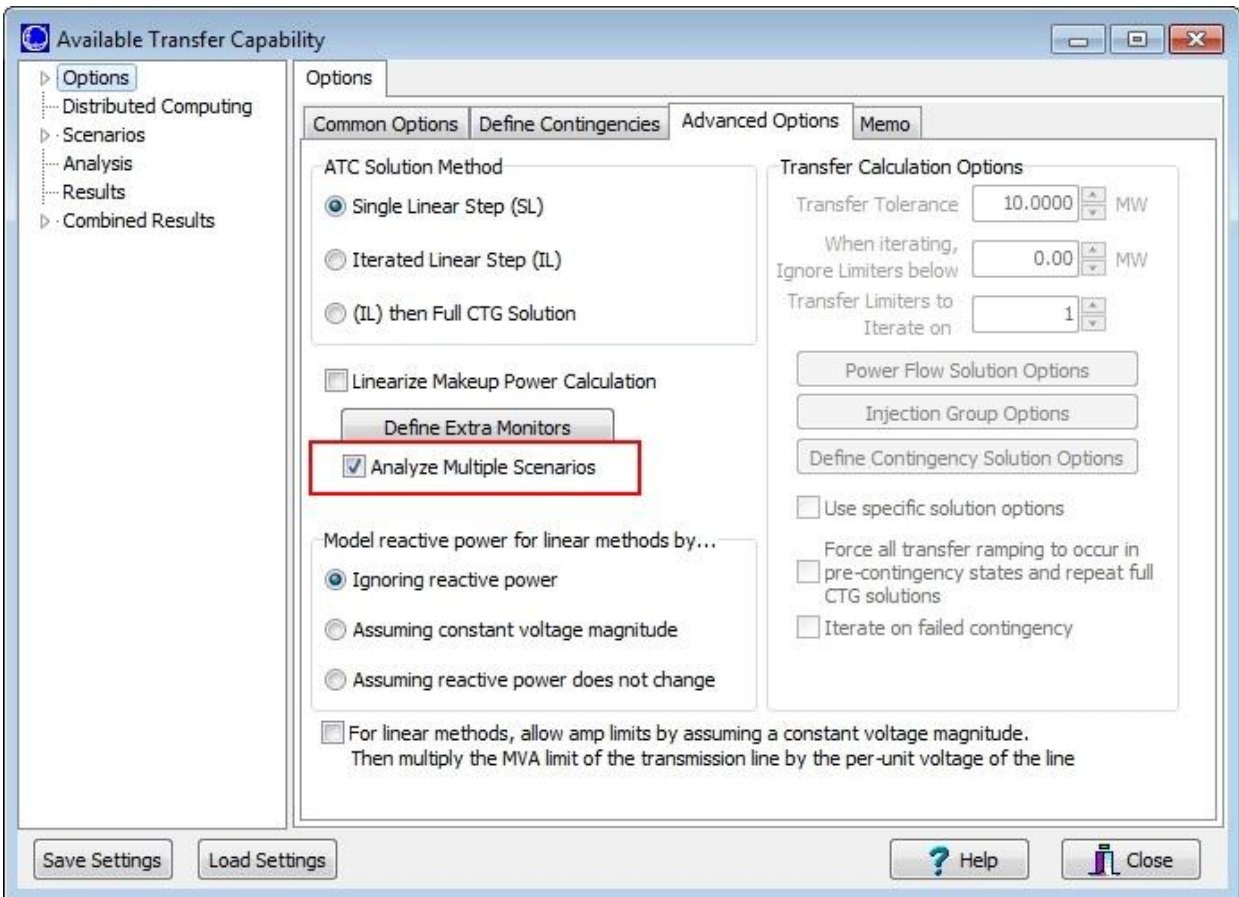 Available Transfer Capability
Options
Distributed Computing
Scenarios
Analysis
Results
Combined Results
Options
Common Options
Define Contingencies
Advanced Options
Memo
ATC Solution Method
Single Linear Step (SL)
Iterated Linear Step (IL)
(IL) then Full CTG Solution
Linearize Makeup Power Calculation
Define Extra Monitors
Analyze Multiple Scenarios
Model reactive power for linear methods by...
Ignoring reactive power
Assuming constant voltage magnitude
Assuming reactive power does not change
Transfer Calculation Options
Transfer Tolerance 10.0000 MW
When iterating,
Ignore Limiters below 0.00 MW
Transfer Limiters to
Iterate on 1
Power Flow Solution Options
Injection Group Options
Define Contingency Solution Options
Use specific solution options
Force all transfer ramping to occur in
pre-contingency states and repeat full
CTG solutions
Iterate on failed contingency
For linear methods, allow amp limits by assuming a constant voltage magnitude.
Then multiply the MVA limit of the transmission line by the per-unit voltage of the line
Save Settings
Load Settings
? Help
Close